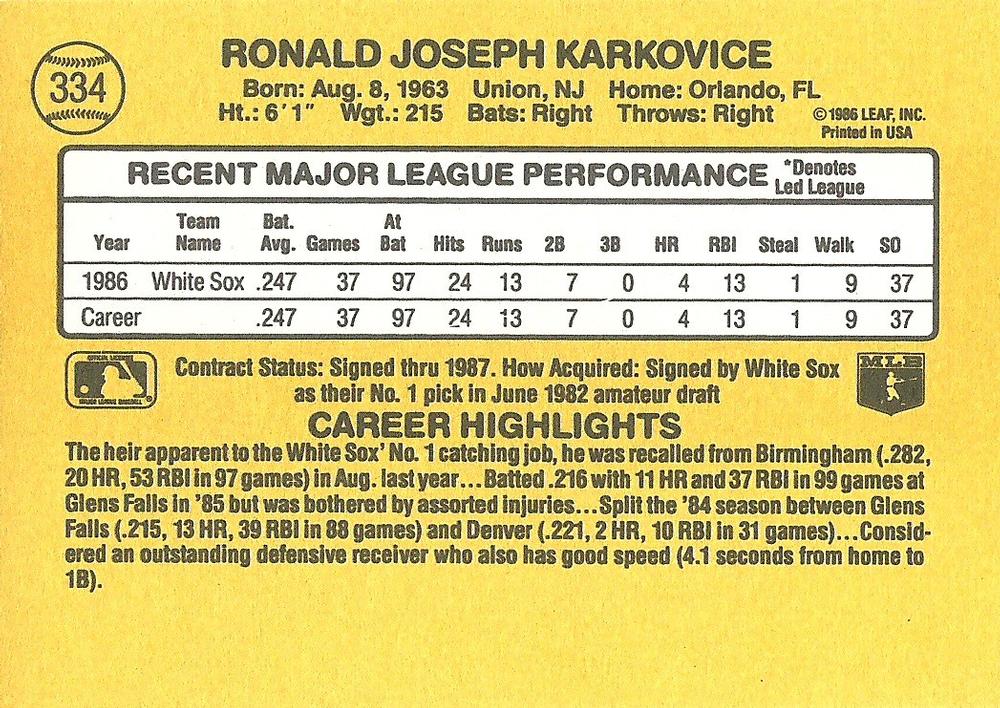 334
RONALD JOSEPH KARKOVICE
Born: Aug. 8, 1963 Union, NJ Home: Orlando, FL
Ht.: 6'1" Wgt.: 215 Bats: Right Throws: Right
©1986 LEAF, INC.
Printed in USA
RECENT MAJOR LEAGUE PERFORMANCE *Denotes
Led League
Year Team Name Bat. Avg. Games At Bat Hits Runs 2B 3B HR RBI Steal Walk SO
1986 White Sox .247 37 97 24 13 7 0 4 13 1 9 37
Career .247 37 97 24 13 7 0 4 13 1 9 37
OFFICIAL LICENSEE
MAJOR LEAGUE BASEBALL
MLB
Contract Status: Signed thru 1987. How Acquired: Signed by White Sox
as their No. 1 pick in June 1982 amateur draft
CAREER HIGHLIGHTS
The heir apparent to the White Sox' No. 1 catching job, he was recalled from Birmingham (.282,
20 HR, 53 RBI in 97 games) in Aug. last year...Batted .216 with 11 HR and 37 RBI in 99 games at
Glens Falls in '85 but was bothered by assorted injuries...Split the '84 season between Glens
Falls (.215, 13 HR, 39 RBI in 88 games) and Denver (.221, 2 HR, 10 RBI in 31 games)...Consid-
ered an outstanding defensive receiver who also has good speed (4.1 seconds from home to
1B).